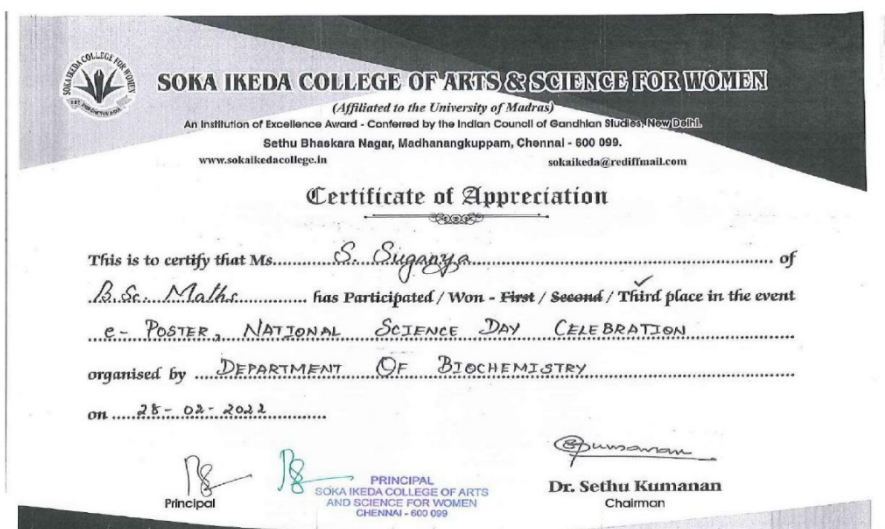 SOKA IKEDA COLLEGE OF ARTS & SCIENCE FOR WOMEN
(Affiliated to the University of Madras)
An Institution of Excellence Award - Conferred by the Indian Council of Gandhian Studies, New Delhi.
Sethu Bhaskara Nagar, Madhanangkuppam, Chennai - 600 099.
www.sokaikedacollege.in sokaikeda@rediffmail.com
Certificate of Appreciation
This is to certify that Ms. S. Suganya of
B.Sc. Maths has Participated / Won - First / Second / Third place in the event
e- POSTER, NATIONAL SCIENCE DAY CELEBRATION
organised by DEPARTMENT OF BIOCHEMISTRY
on 28-02-2022
Principal
PRINCIPAL
SOKA IKEDA COLLEGE OF ARTS
AND SCIENCE FOR WOMEN
CHENNAI - 600 099
Dr. Sethu Kumanan
Chairman